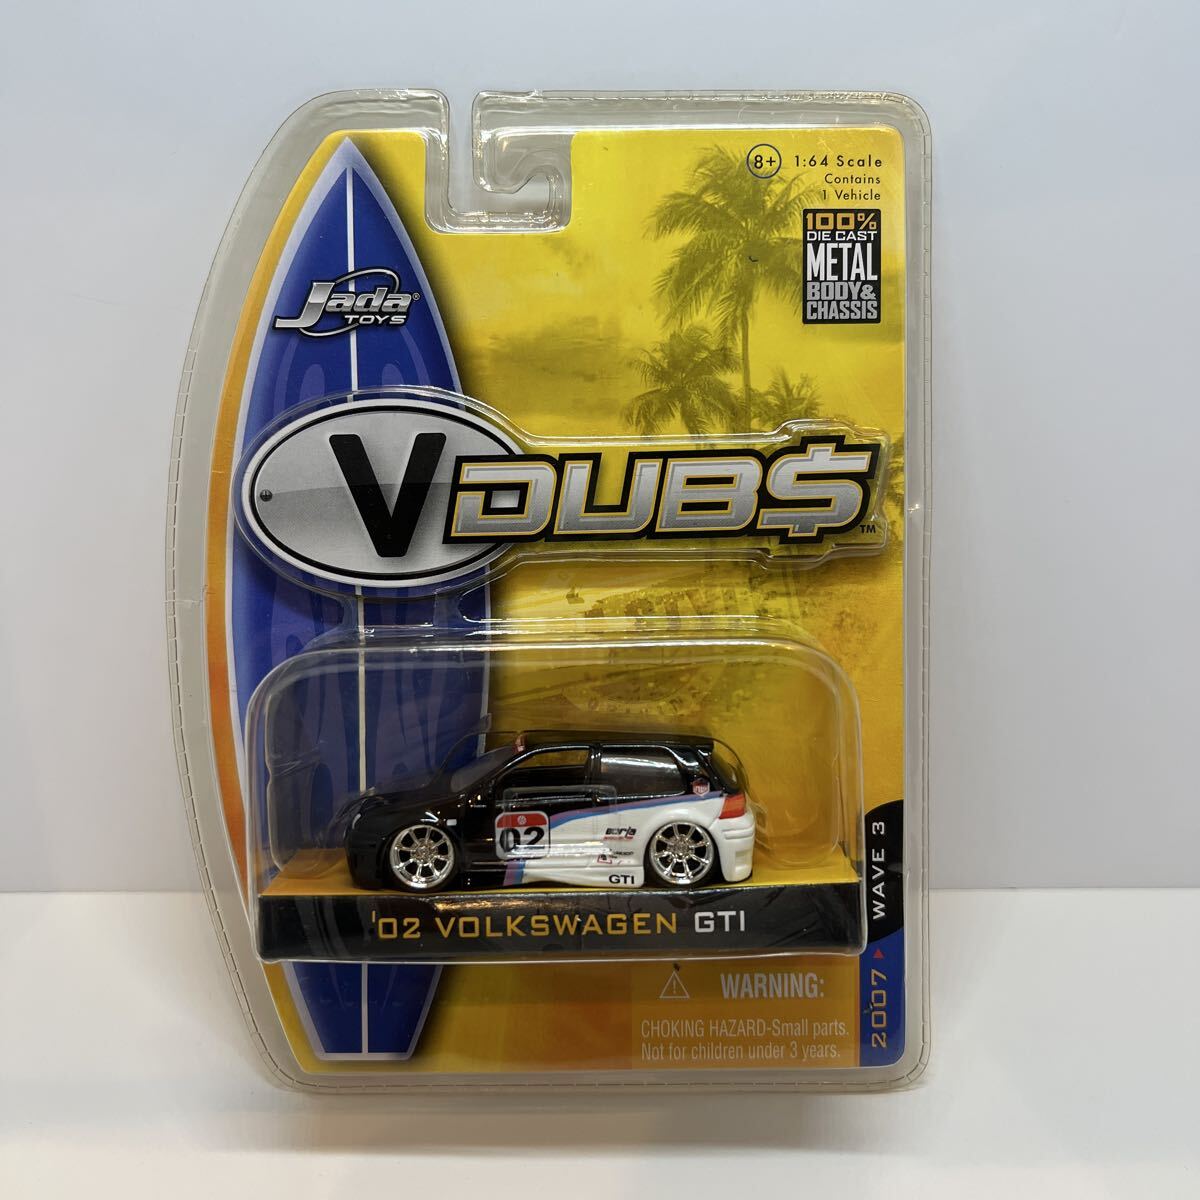 8+ 1:64 Scale
Contains
1 Vehicle
100%
DIE CAST
METAL
BODY&
CHASSIS
Jada®
TOYS
V DUB$™
02
borla
GTI
'02 VOLKSWAGEN GTI
WAVE 3
2007
WARNING:
CHOKING HAZARD-Small parts.
Not for children under 3 years.